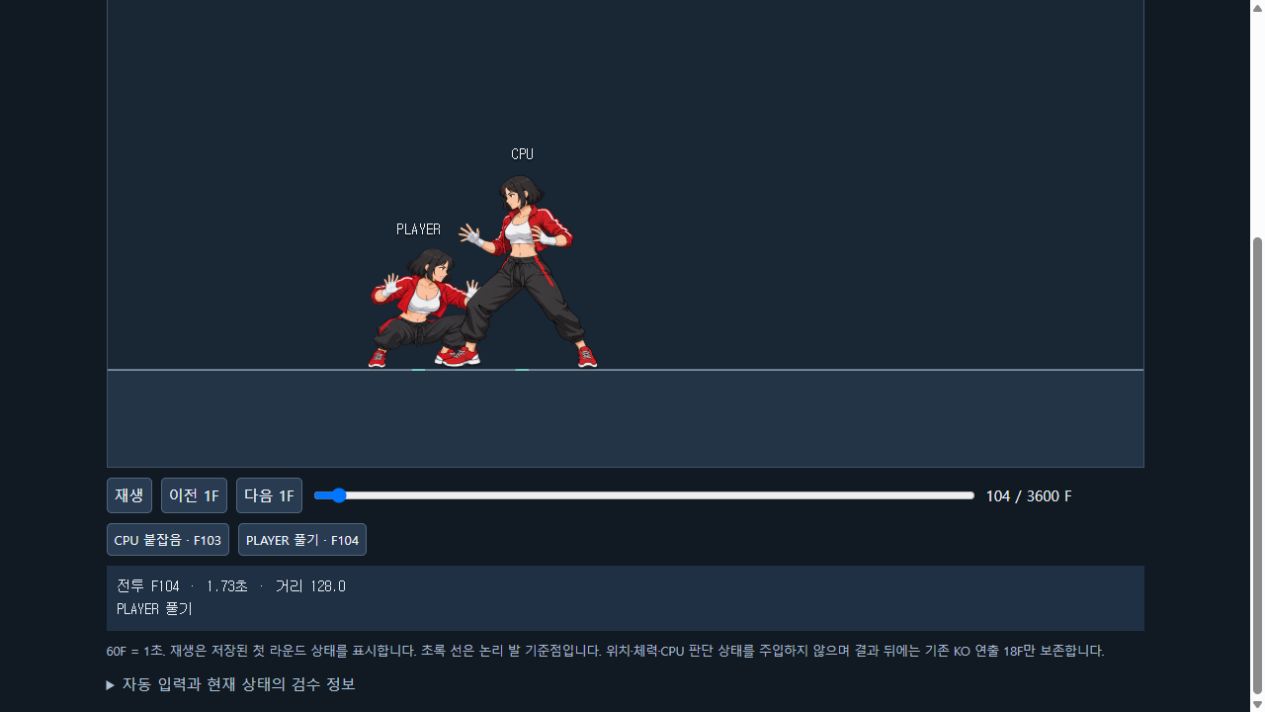 CPU
PLAYER
재생 이전 1F 다음 1F 104 / 3600 F
CPU 붙잡음 · F103 PLAYER 풀기 · F104
전투 F104 · 1.73초 · 거리 128.0
PLAYER 풀기
60F = 1초. 재생은 저장된 첫 라운드 상태를 표시합니다. 초록 선은 논리 발 기준점입니다. 위치·체력·CPU 판단 상태를 주입하지 않으며 결과 뒤에는 기존 KO 연출 18F만 보존합니다.
▶ 자동 입력과 현재 상태의 검수 정보